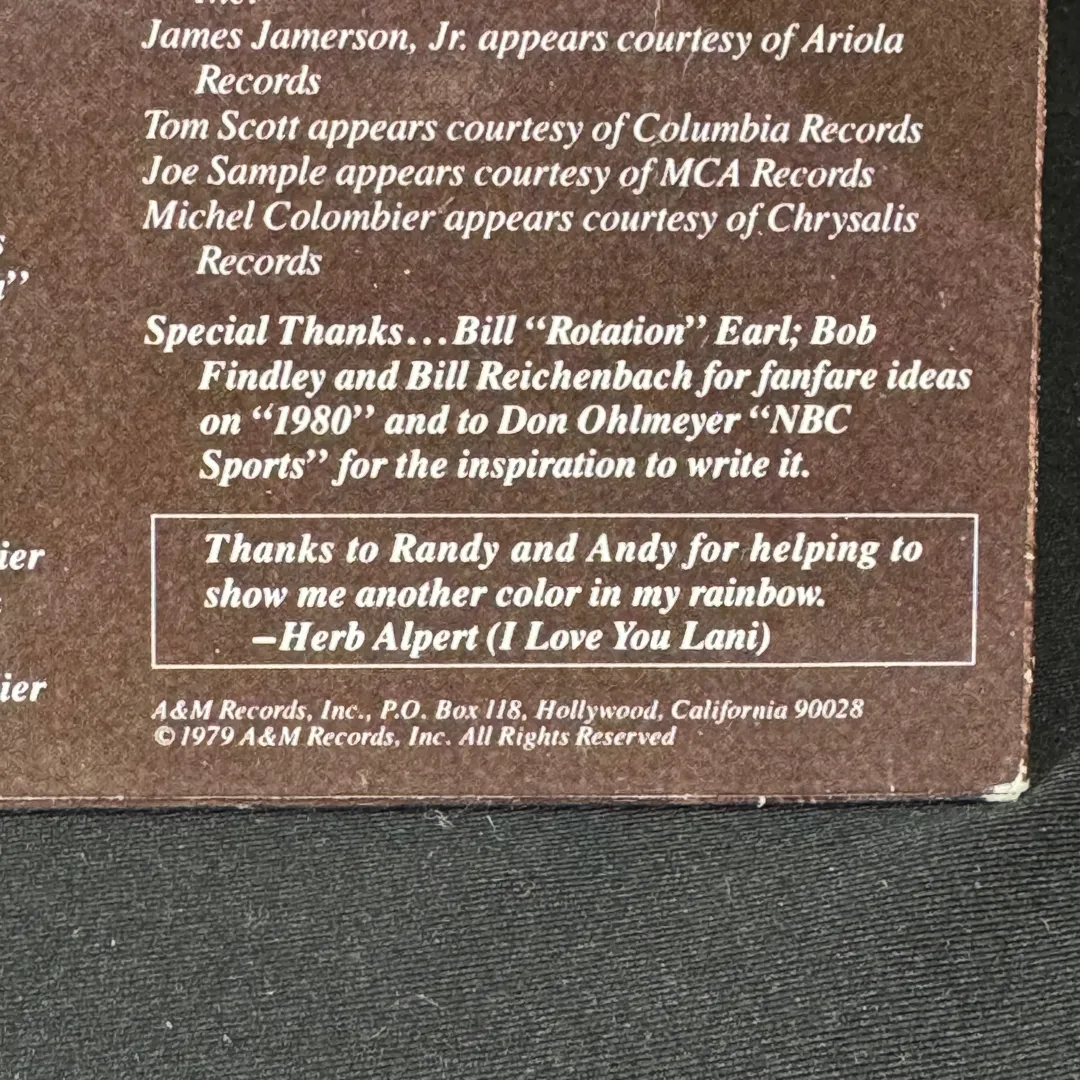 James Jamerson, Jr. appears courtesy of Ariola
Records
Tom Scott appears courtesy of Columbia Records
Joe Sample appears courtesy of MCA Records
Michel Colombier appears courtesy of Chrysalis
Records
Special Thanks...Bill “Rotation” Earl; Bob
Findley and Bill Reichenbach for fanfare ideas
on “1980” and to Don Ohlmeyer “NBC
Sports” for the inspiration to write it.
ier
Thanks to Randy and Andy for helping to
show me another color in my rainbow.
–Herb Alpert (I Love You Lani)
ier
A&M Records, Inc., P.O. Box 118, Hollywood, California 90028
© 1979 A&M Records, Inc. All Rights Reserved